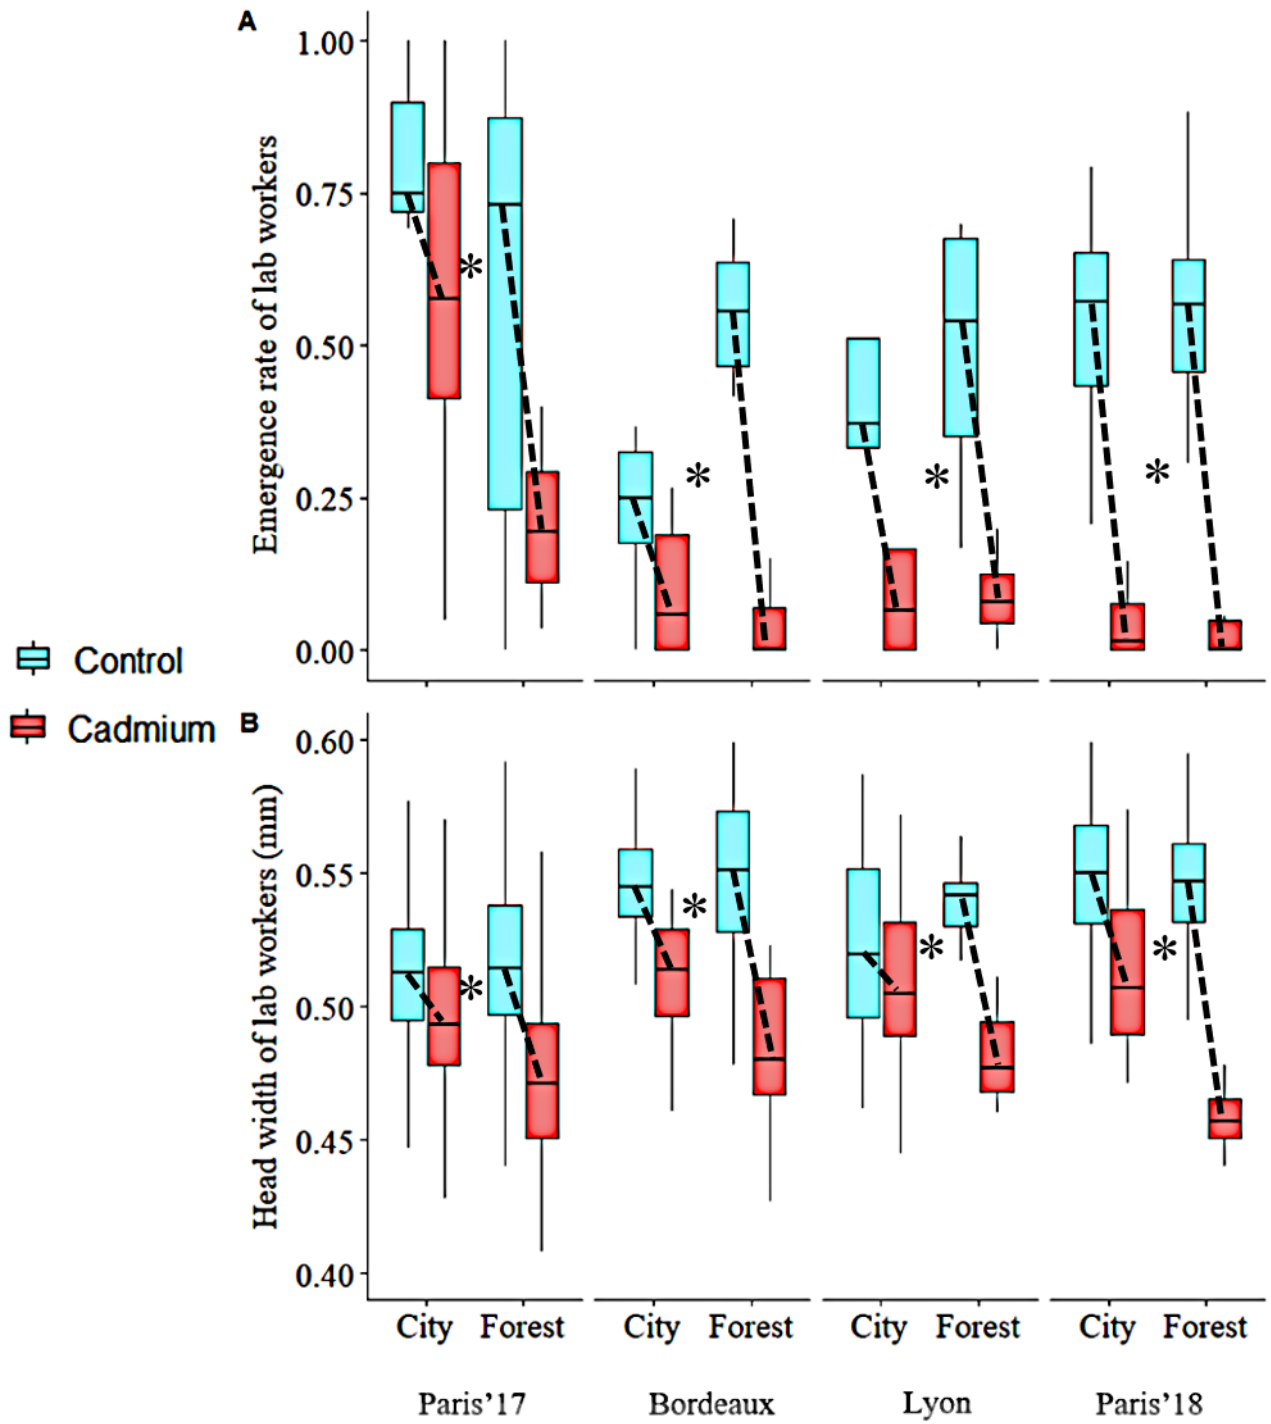 A
1.00
0.75
0.50
0.25
0.00
Emergence rate of lab workers
*
*
*
*
Control
Cadmium
B
0.60
0.55
0.50
0.45
0.40
Head width of lab workers (mm)
*
*
*
*
City Forest City Forest City Forest City Forest
Paris’17 Bordeaux Lyon Paris’18